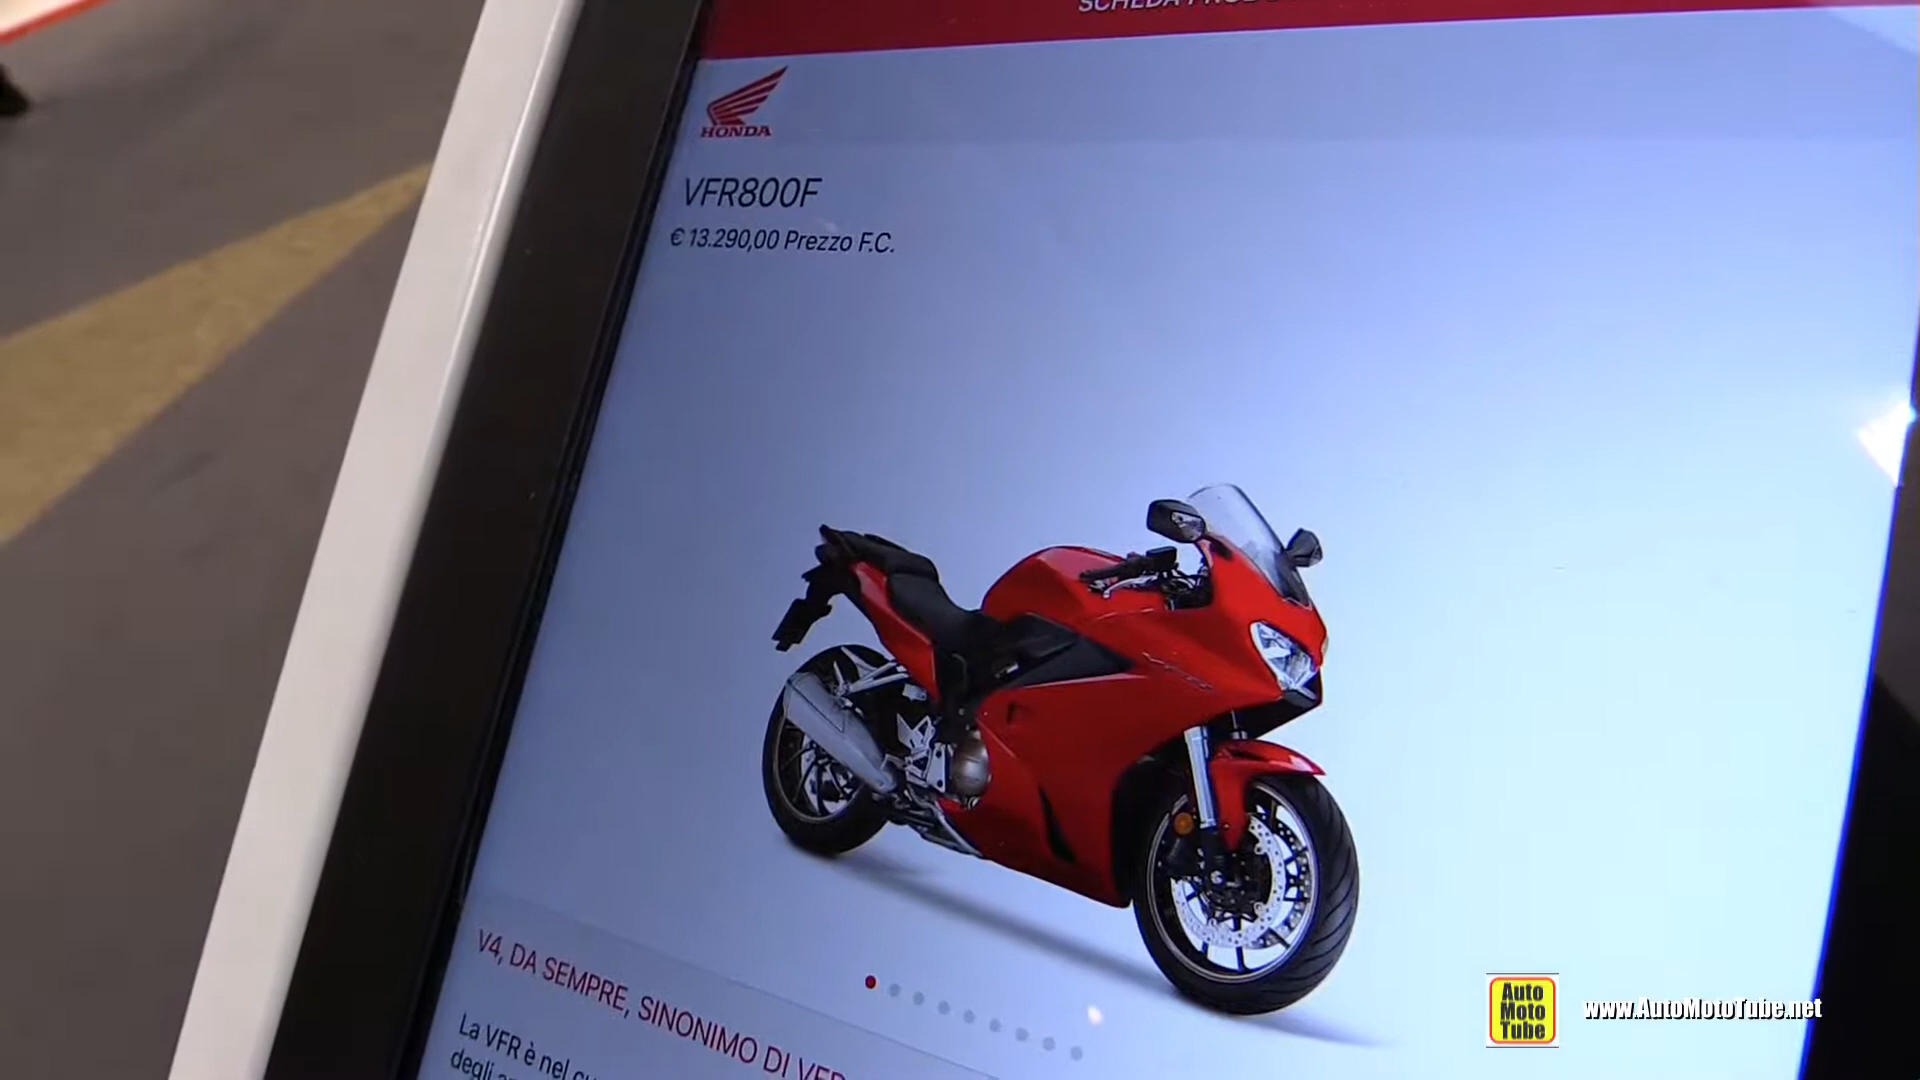 SCHEDA
HONDA
VFR800F
€ 13.290,00 Prezzo F.C.
V4, DA SEMPRE, SINONIMO DI
La VFR è nel
degli
Auto
Moto
Tube
www.AutoMotoTube.net